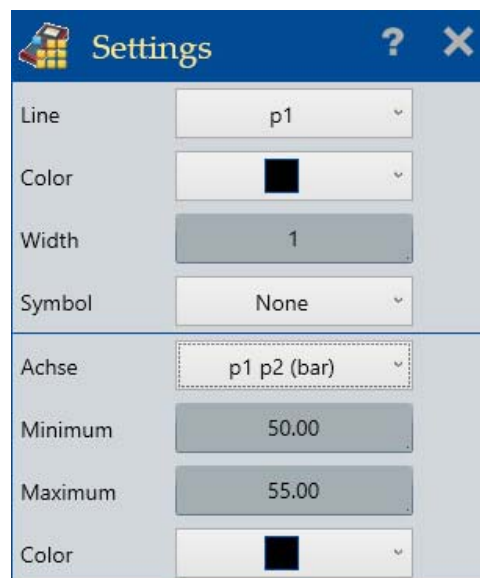 Settings ? ×
Line p1
Color
Width 1
Symbol None
Achse p1 p2 (bar)
Minimum 50.00
Maximum 55.00
Color